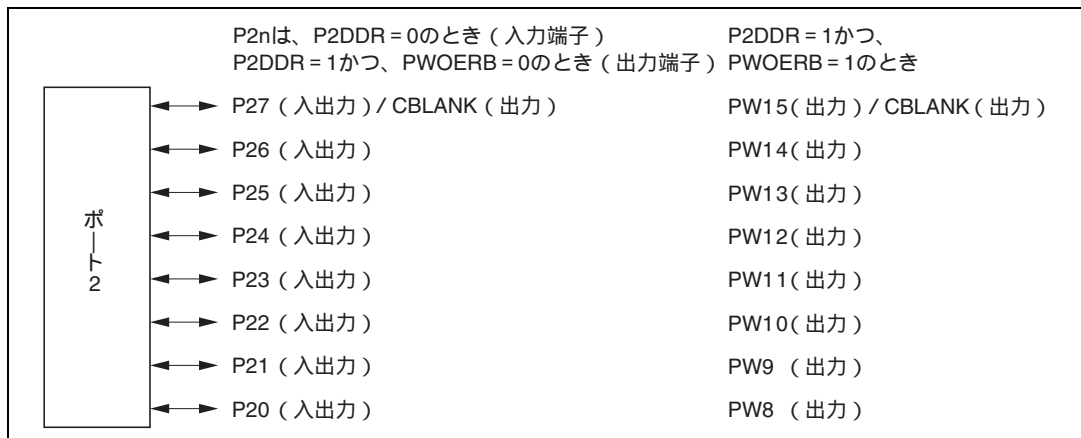 P2nは、P2DDR = 0のとき ( 入力端子 ) P2DDR = 1かつ、
P2DDR = 1かつ、PWOERB = 0のとき ( 出力端子 ) PWOERB = 1のとき
P27 ( 入出力 ) / CBLANK ( 出力 ) PW15( 出力 ) / CBLANK ( 出力 )
P26 ( 入出力 ) PW14( 出力 )
P25 ( 入出力 ) PW13( 出力 )
ポート2
P24 ( 入出力 ) PW12( 出力 )
P23 ( 入出力 ) PW11( 出力 )
P22 ( 入出力 ) PW10( 出力 )
P21 ( 入出力 ) PW9 ( 出力 )
P20 ( 入出力 ) PW8 ( 出力 )